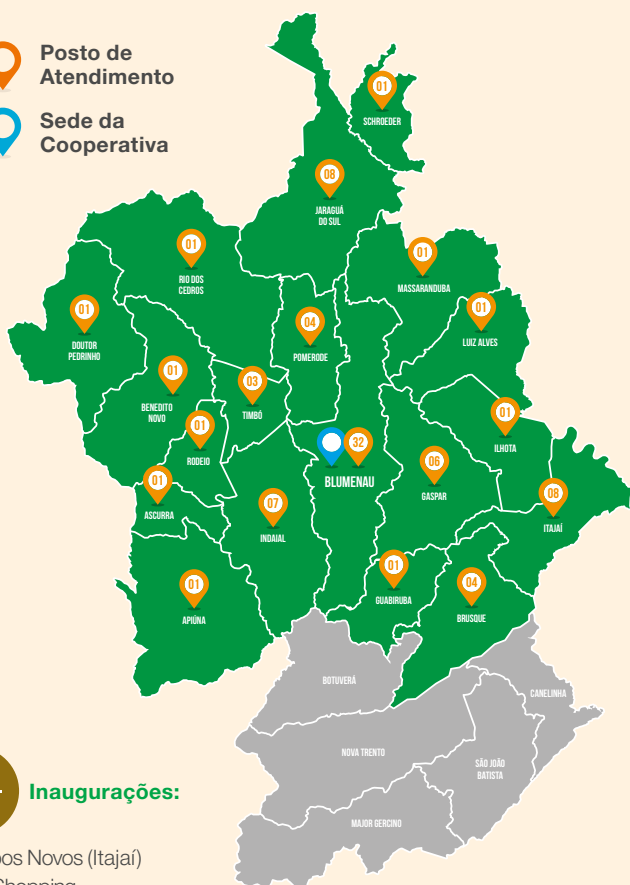 Posto de
Atendimento
Sede da
Cooperativa
01
SCHROEDER
08
JARAGUÁ
DO SUL
01
RIO DOS
CEDROS
01
MASSARANDUBA
01
DOUTOR
PEDRINHO
04
POMERODE
01
LUIZ ALVES
01
BENEDITO
NOVO
03
TIMBÓ
01
RODEIO
01
ILHOTA
32
BLUMENAU
06
GASPAR
01
ASCURRA
07
INDAIAL
08
ITAJAÍ
01
APIÚNA
01
GUABIRUBA
04
BRUSQUE
BOTUVERÁ
CANELINHA
NOVA TRENTO
SÃO JOÃO
BATISTA
MAJOR GERCINO
Inaugurações:
Novos (Itajaí)